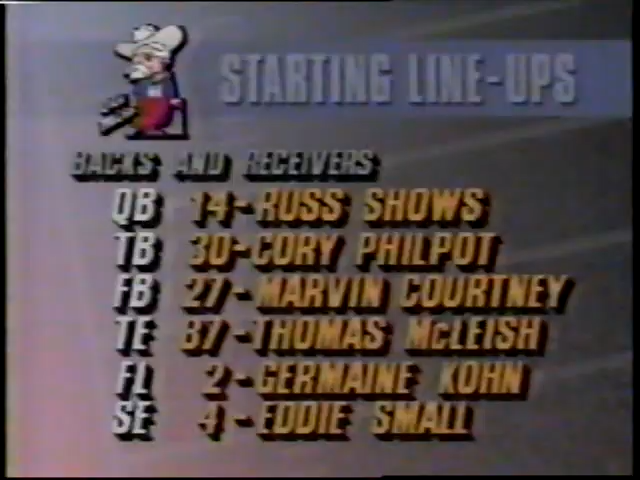 STARTING LINE-UPS
BACKS AND RECEIVERS
QB 14-RUSS SHOWS
TB 30-CORY PHILPOT
FB 27-MARVIN COURTNEY
TE 87-THOMAS McLEISH
FL 2-GERMAINE KOHN
SE 4-EDDIE SMALL